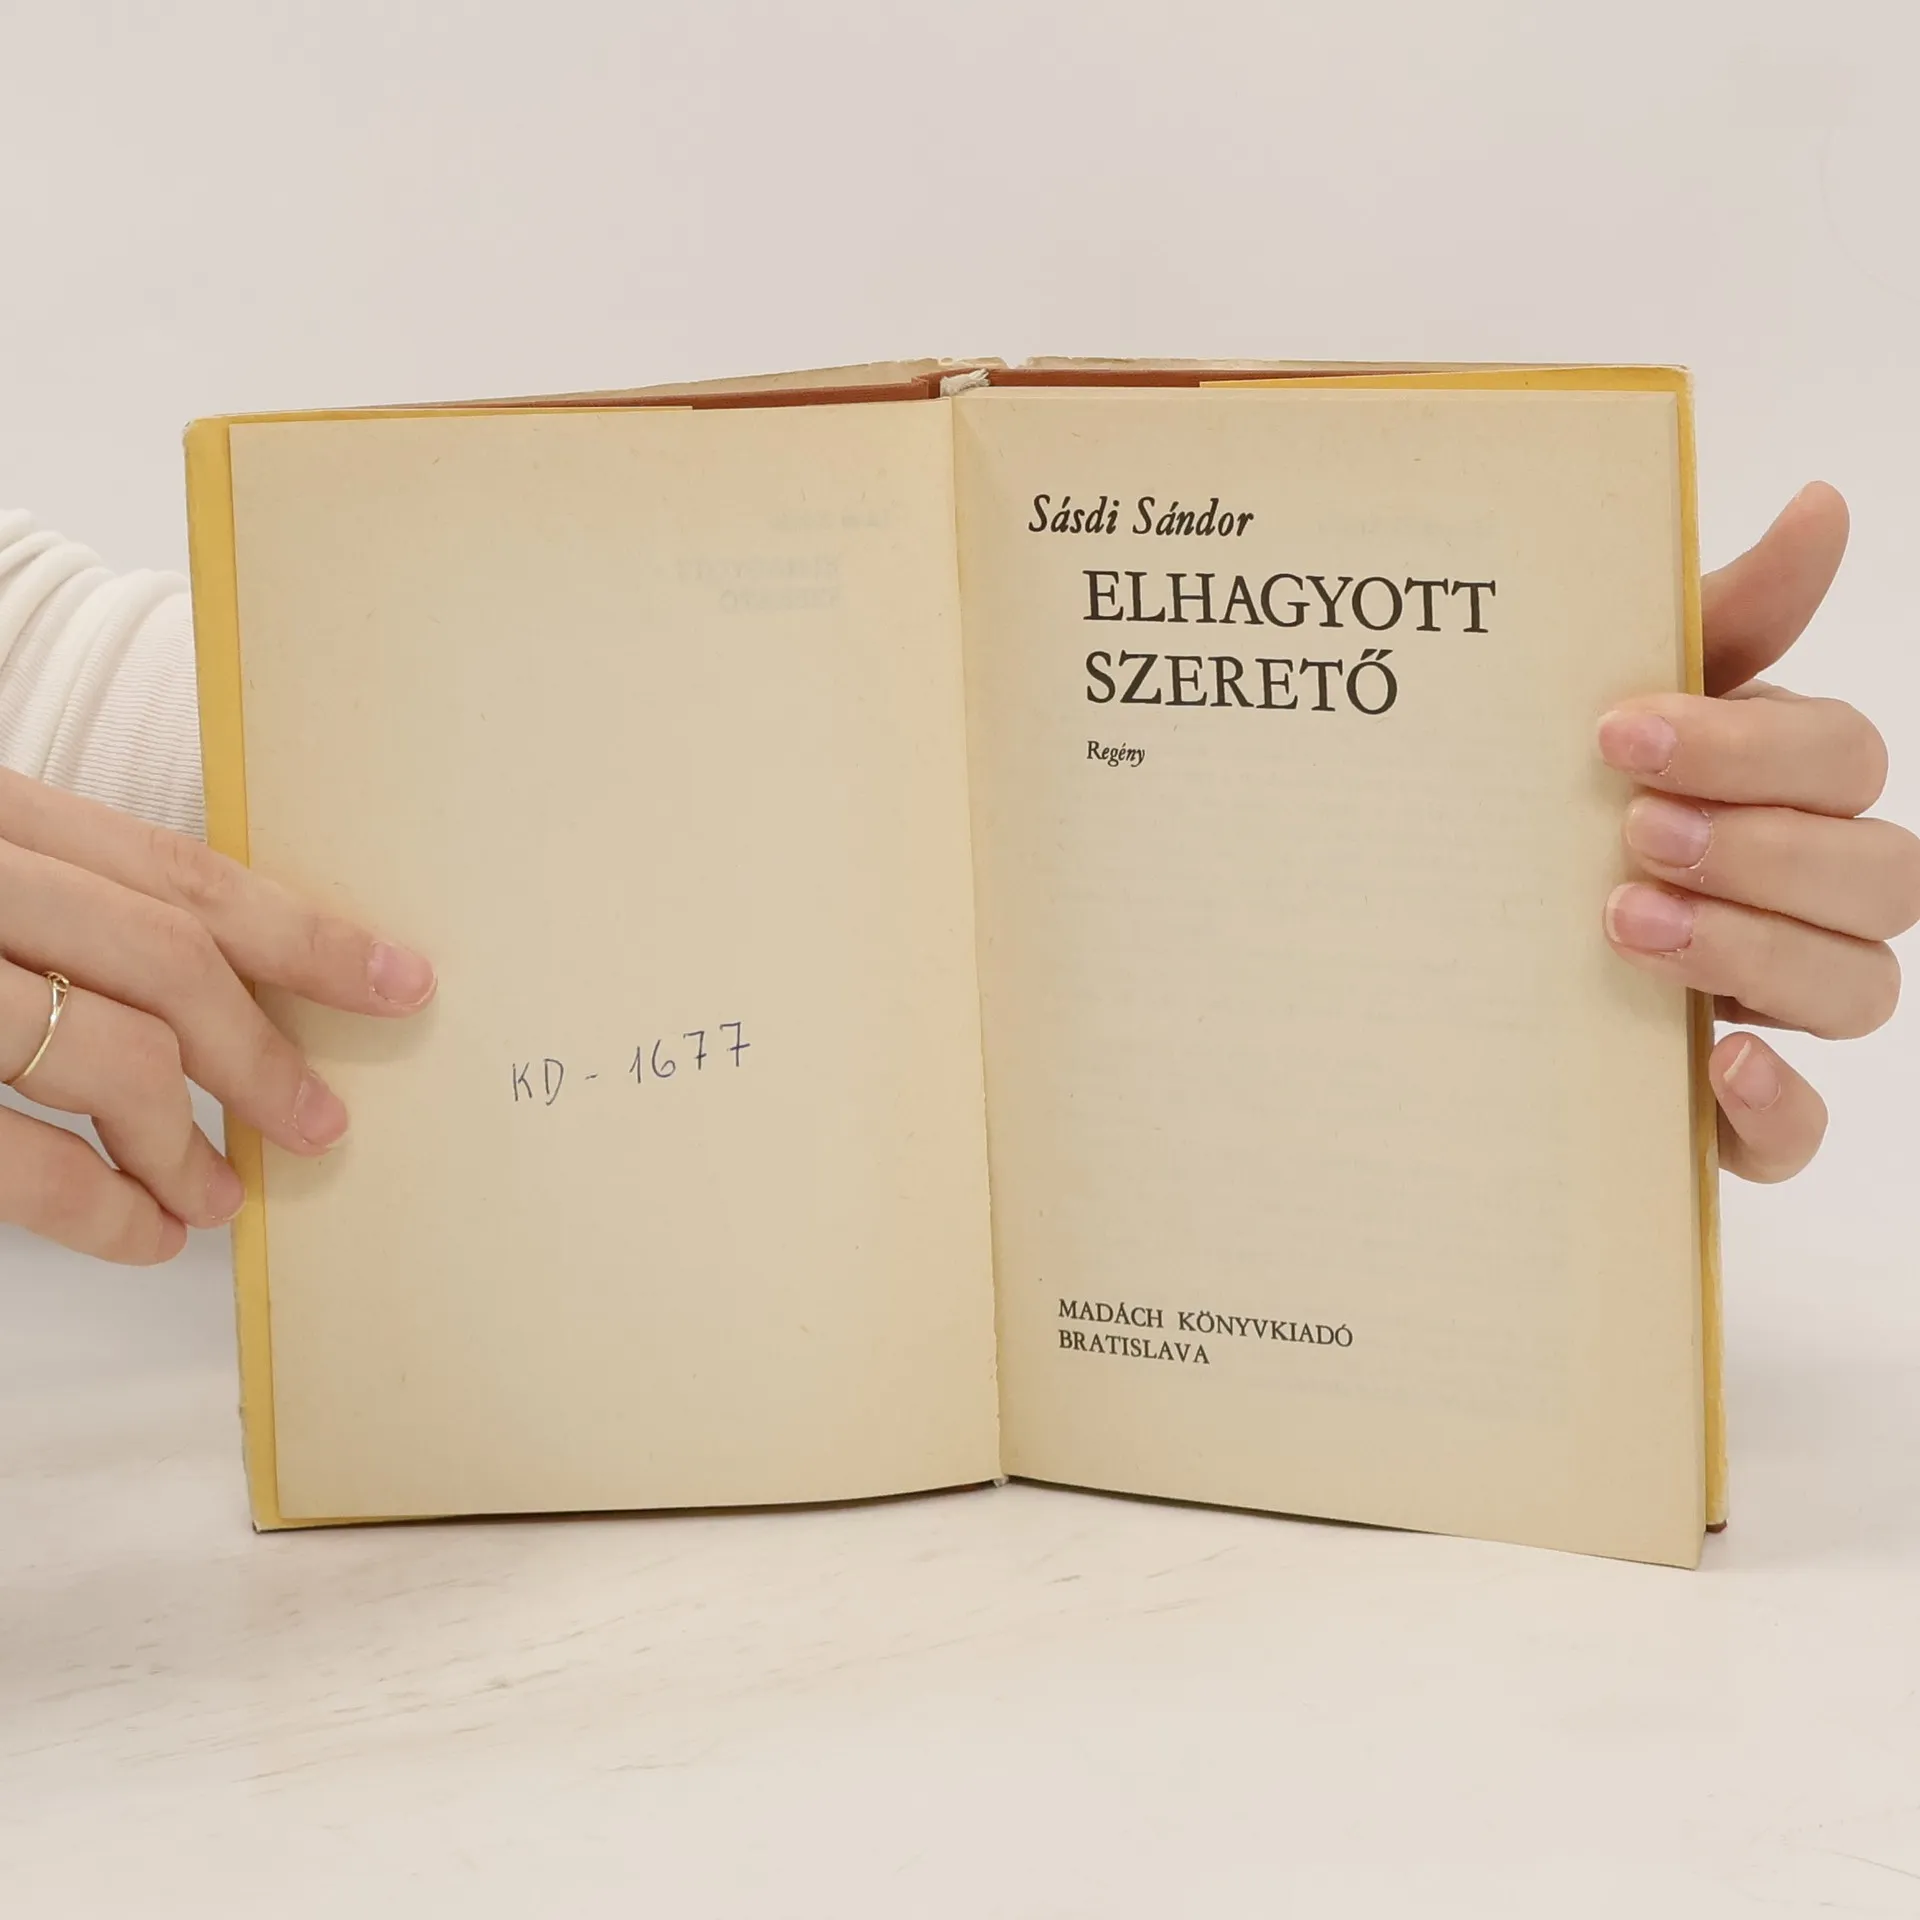 KD - 1677
Sásdi Sándor
ELHAGYOTT
SZERETŐ
Regény
MADÁCH KÖNYVKIADÓ
BRATISLAVA